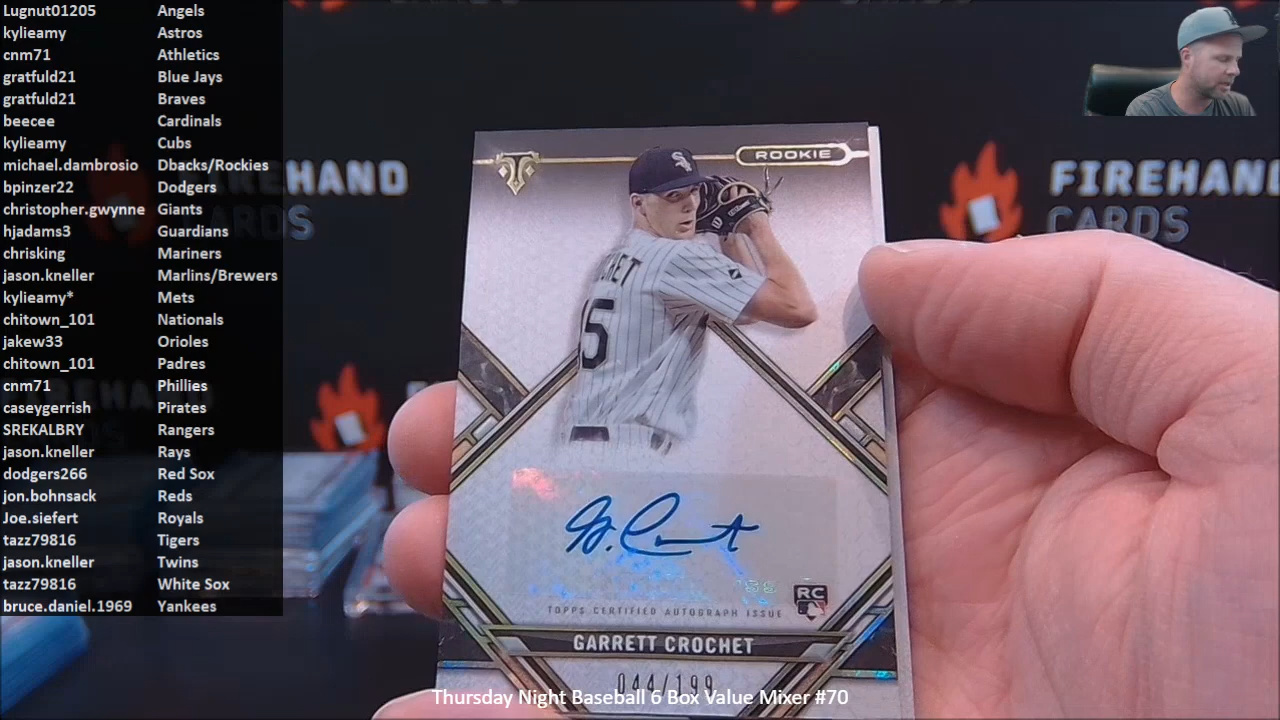 Lugnut01205 Angels
kylieamy Astros
cnm71 Athletics
gratfuld21 Blue Jays
gratfuld21 Braves
beecee Cardinals
kylieamy Cubs
michael.dambrosio Dbacks/Rockies
bpinzer22 Dodgers
christopher.gwynne Giants
hjadams3 Guardians
chrisking Mariners
jason.kneller Marlins/Brewers
kylieamy* Mets
chitown_101 Nationals
jakew33 Orioles
chitown_101 Padres
cnm71 Phillies
caseygerrish Pirates
SREKALBRY Rangers
jason.kneller Rays
dodgers266 Red Sox
jon.bohnsack Reds
Joe.siefert Royals
tazz79816 Tigers
jason.kneller Twins
tazz79816 White Sox
bruce.daniel.1969 Yankees
FIREHAND
CARDS
ROOKIE
15
G. Crochet
RC
TOPPS CERTIFIED AUTOGRAPH ISSUE
GARRETT CROCHET
044/199
Thursday Night Baseball 6 Box Value Mixer #70